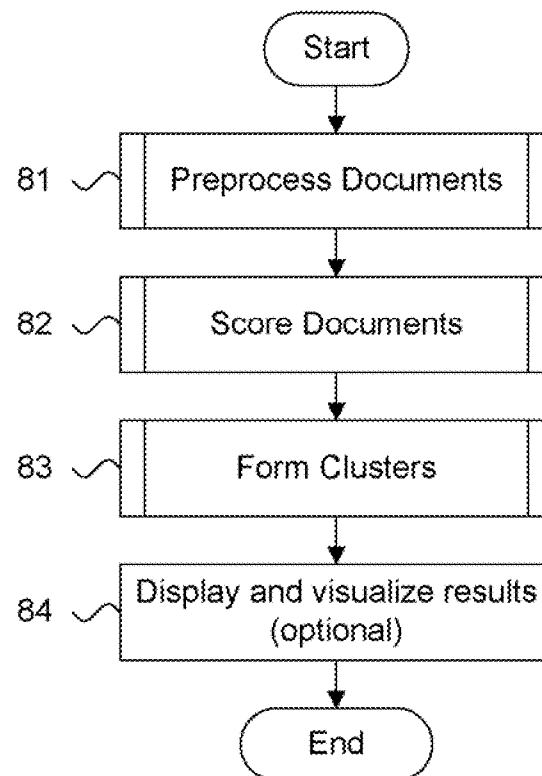 Start
81 Preprocess Documents
82 Score Documents
83 Form Clusters
84 Display and visualize results
(optional)
End